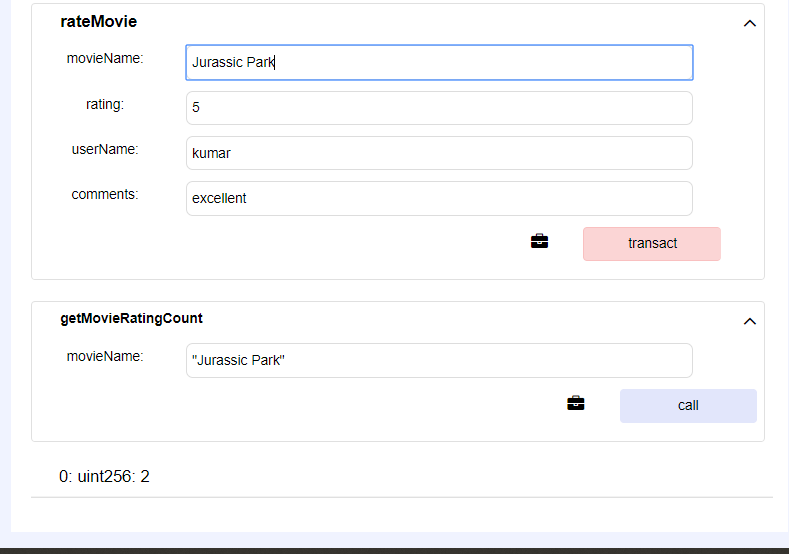 rateMovie
movieName: Jurassic Park
rating: 5
userName: kumar
comments: excellent
transact
getMovieRatingCount
movieName: "Jurassic Park"
call
0: uint256: 2